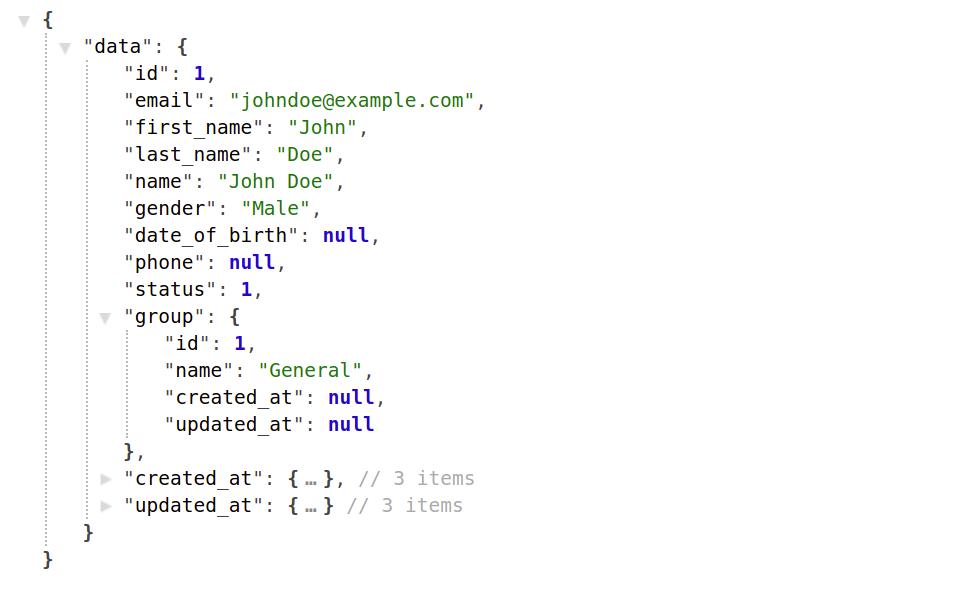 {
"data": {
"id": 1,
"email": "johndoe@example.com",
"first_name": "John",
"last_name": "Doe",
"name": "John Doe",
"gender": "Male",
"date_of_birth": null,
"phone": null,
"status": 1,
"group": {
"id": 1,
"name": "General",
"created_at": null,
"updated_at": null
},
"created_at": { … }, // 3 items
"updated_at": { … } // 3 items
}
}